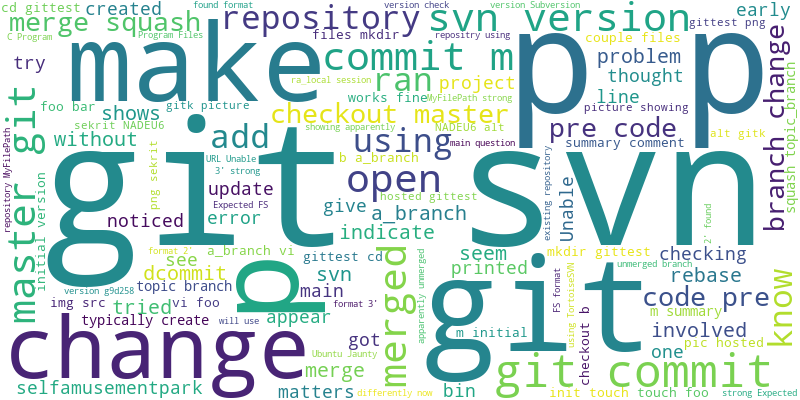 cd gittest created
found format
version check
version Subversion
merge squash
repository
svn version
early
C Program
Program Files
files mkdir
repositry using
gittest png
couple files
make
commit m
p p
problem
try
ra_local session
ran
project
thought
foo bar
gitk picture
works fine
MyFilePath strong
picture showing
line
branch change
topic_branch
shows
checkout master
sekrit NADEU6
showing apparently
NADEU6 alt
pre code
alt gitk
without
URL Unable
add
using
main question
summary comment
master git
png sekrit
git
b a_branch
svn
existing repository
Unable
squash topic_branch
3' strong
open
hosted gittest
repository MyFilePath
initial version
update
give
a_branch
Expected FS
noticed
error
indicate
2' found
format 2'
a_branch vi
mkdir gittest
checking
see
gittest cd
seem
unmerged branch
dcommit
svn
printed
rebase
know
version g9d258
topic branch
p
main
merged
apparently unmerged
git
FS format
using TortoiseSVN
code pre
img src
tried
vi foo
format 3'
appear
m initial
m summary
change
typically create
will use
got
involved
checkout b
one
pic hosted
Ubuntu Jaunty
merge
git commit
selfamusementpark
matters
differently now
bin
init touch
touch foo
strong Expected